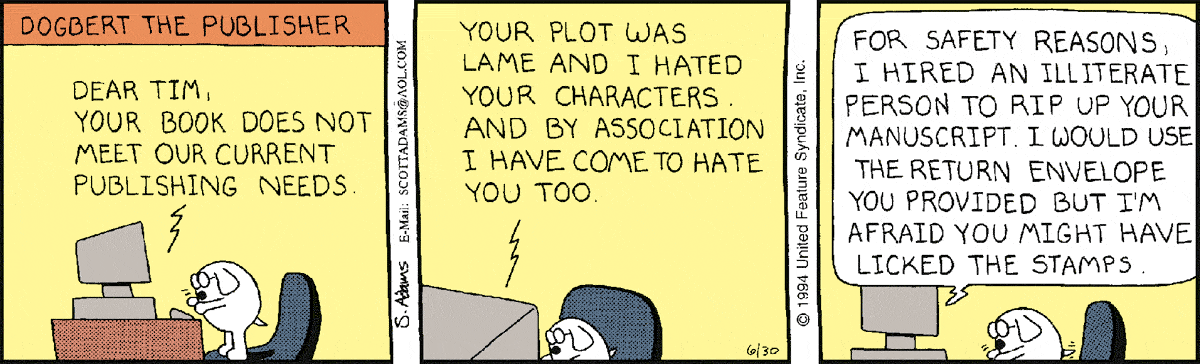 DOGBERT THE PUBLISHER
DEAR TIM,
YOUR BOOK DOES NOT
MEET OUR CURRENT
PUBLISHING NEEDS.
S. Adams E-Mail: SCOTTADAMS@AOL.COM
YOUR PLOT WAS
LAME AND I HATED
YOUR CHARACTERS.
AND BY ASSOCIATION
I HAVE COME TO HATE
YOU TOO.
6/30
© 1994 United Feature Syndicate, Inc.
FOR SAFETY REASONS,
I HIRED AN ILLITERATE
PERSON TO RIP UP YOUR
MANUSCRIPT. I WOULD USE
THE RETURN ENVELOPE
YOU PROVIDED BUT I'M
AFRAID YOU MIGHT HAVE
LICKED THE STAMPS.